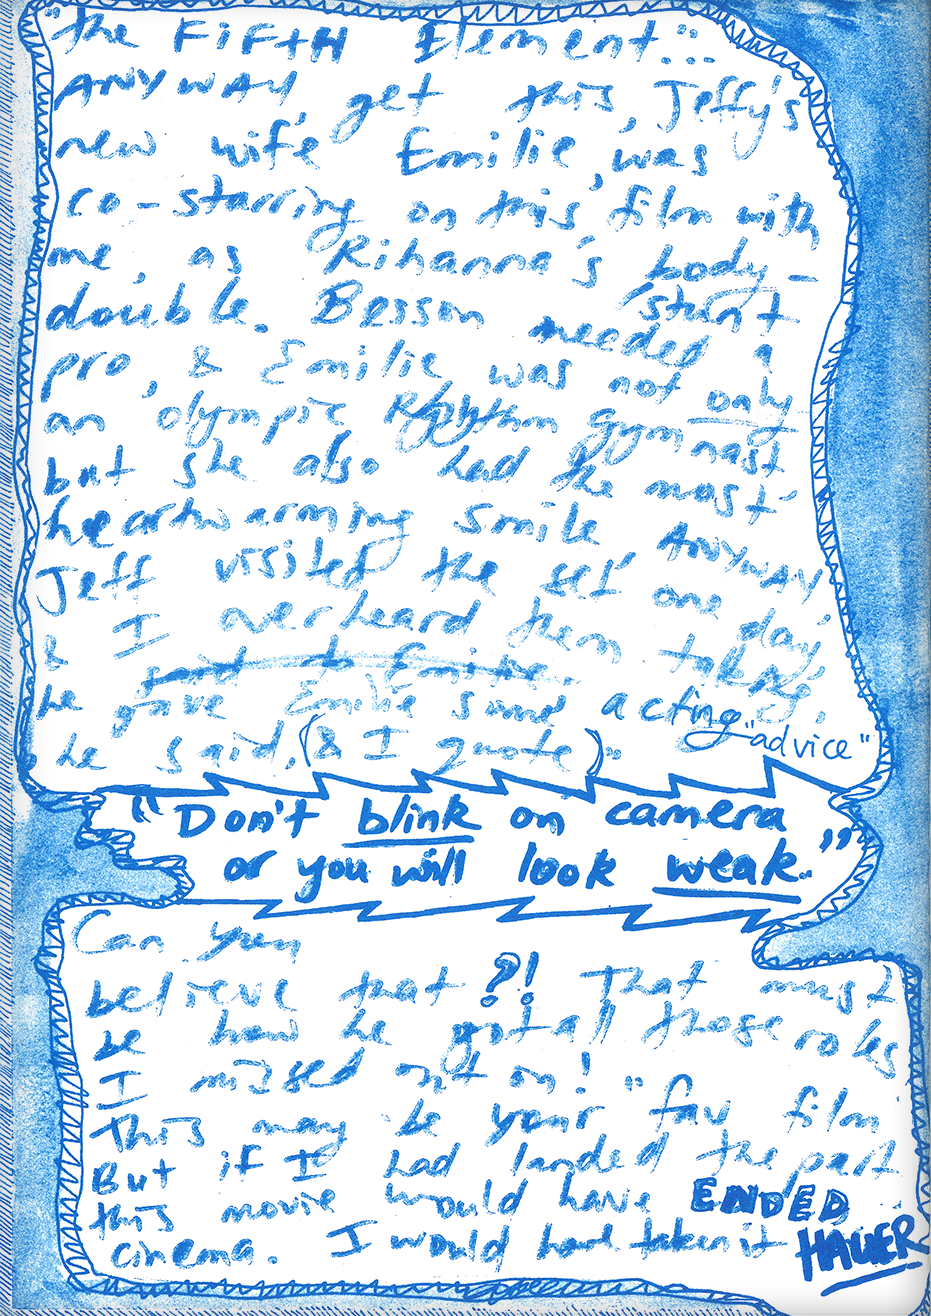 "the FiFtH Element"...
ANYWAY, get this, Jeffy's
new wife Emilie, was
co-starring on this film with
me, as Rihanna's body-
double. Besson needed a 'stunt
pro, & Emilie was not only
an olympic Rhythm gymnast
but she also had the most
heartwarming smile ANYWAY
Jeff visited the set one day,
& I overheard them talking,
said to Emilie.
he gave Emilie some acting "advice"
he said, (& I quote)"
"Don't blink on camera
or you will look weak."
Can you
believe that?! That must
be how he got all those roles
I missed out on! "
This may be your fav film
But if I had landed the part
this movie would have ENDED
cinema. I would have taken it HAUER